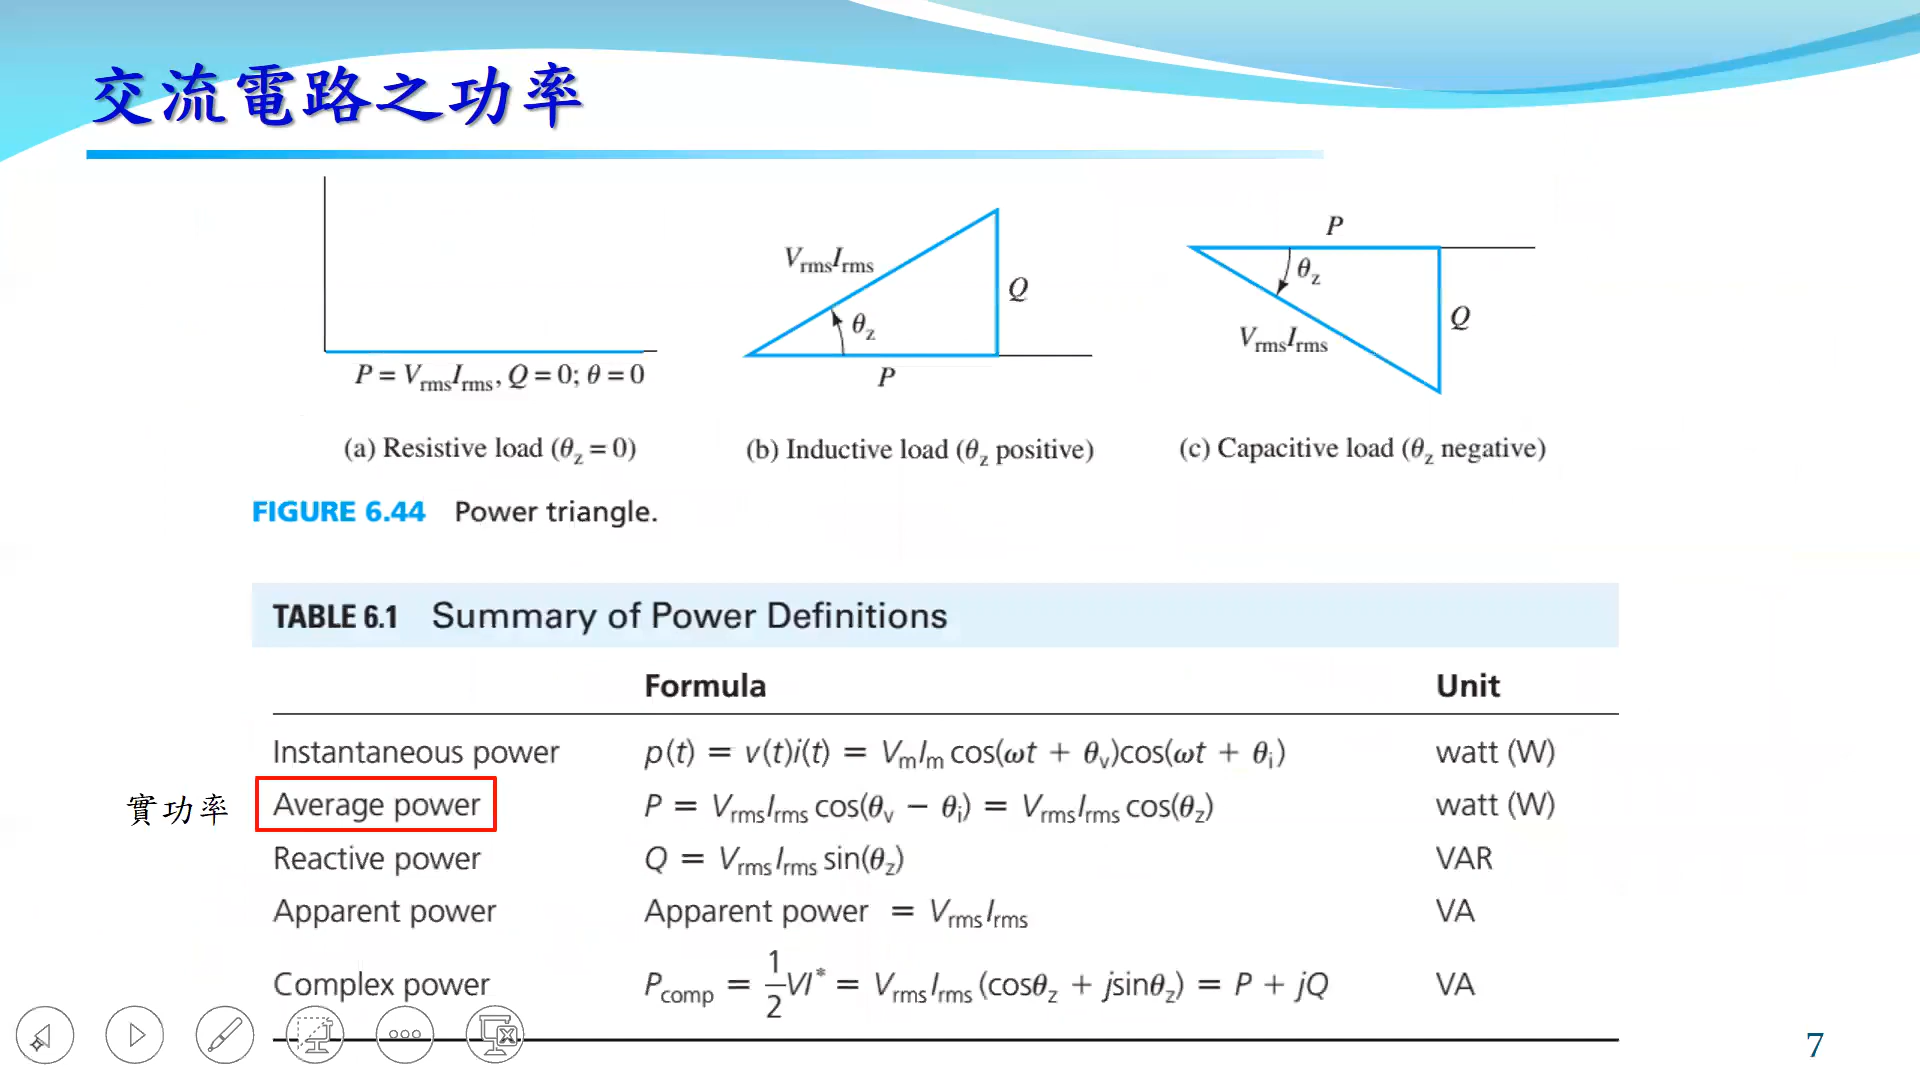 交流電路之功率
P = VrmsIrms, Q = 0; θ = 0
VrmsIrms
θz
Q
P
P
θz
VrmsIrms
Q
(a) Resistive load (θz = 0)
(b) Inductive load (θz positive)
(c) Capacitive load (θz negative)
FIGURE 6.44 Power triangle.
TABLE 6.1 Summary of Power Definitions
Formula Unit
Instantaneous power p(t) = v(t)i(t) = VmIm cos(ωt + θv)cos(ωt + θi) watt (W)
實功率 Average power P = VrmsIrms cos(θv − θi) = VrmsIrms cos(θz) watt (W)
Reactive power Q = VrmsIrms sin(θz) VAR
Apparent power Apparent power = VrmsIrms VA
Complex power Pcomp = 1/2 VI* = VrmsIrms (cosθz + jsinθz) = P + jQ VA
7